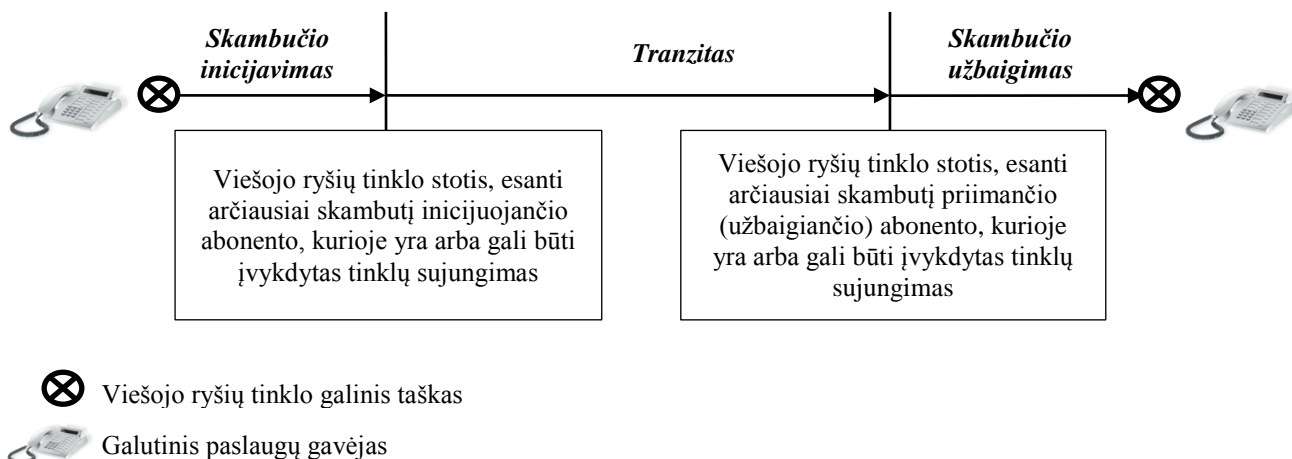 Skambučio
inicijavimas
Tranzitas
Skambučio
užbaigimas
Viešojo ryšių tinklo stotis, esanti
arčiausiai skambutį inicijuojančio
abonento, kurioje yra arba gali būti
įvykdytas tinklų sujungimas
Viešojo ryšių tinklo stotis, esanti
arčiausiai skambutį priimančio
(užbaigiančio) abonento, kurioje
yra arba gali būti įvykdytas tinklų
sujungimas
Viešojo ryšių tinklo galinis taškas
Galutinis paslaugų gavėjas